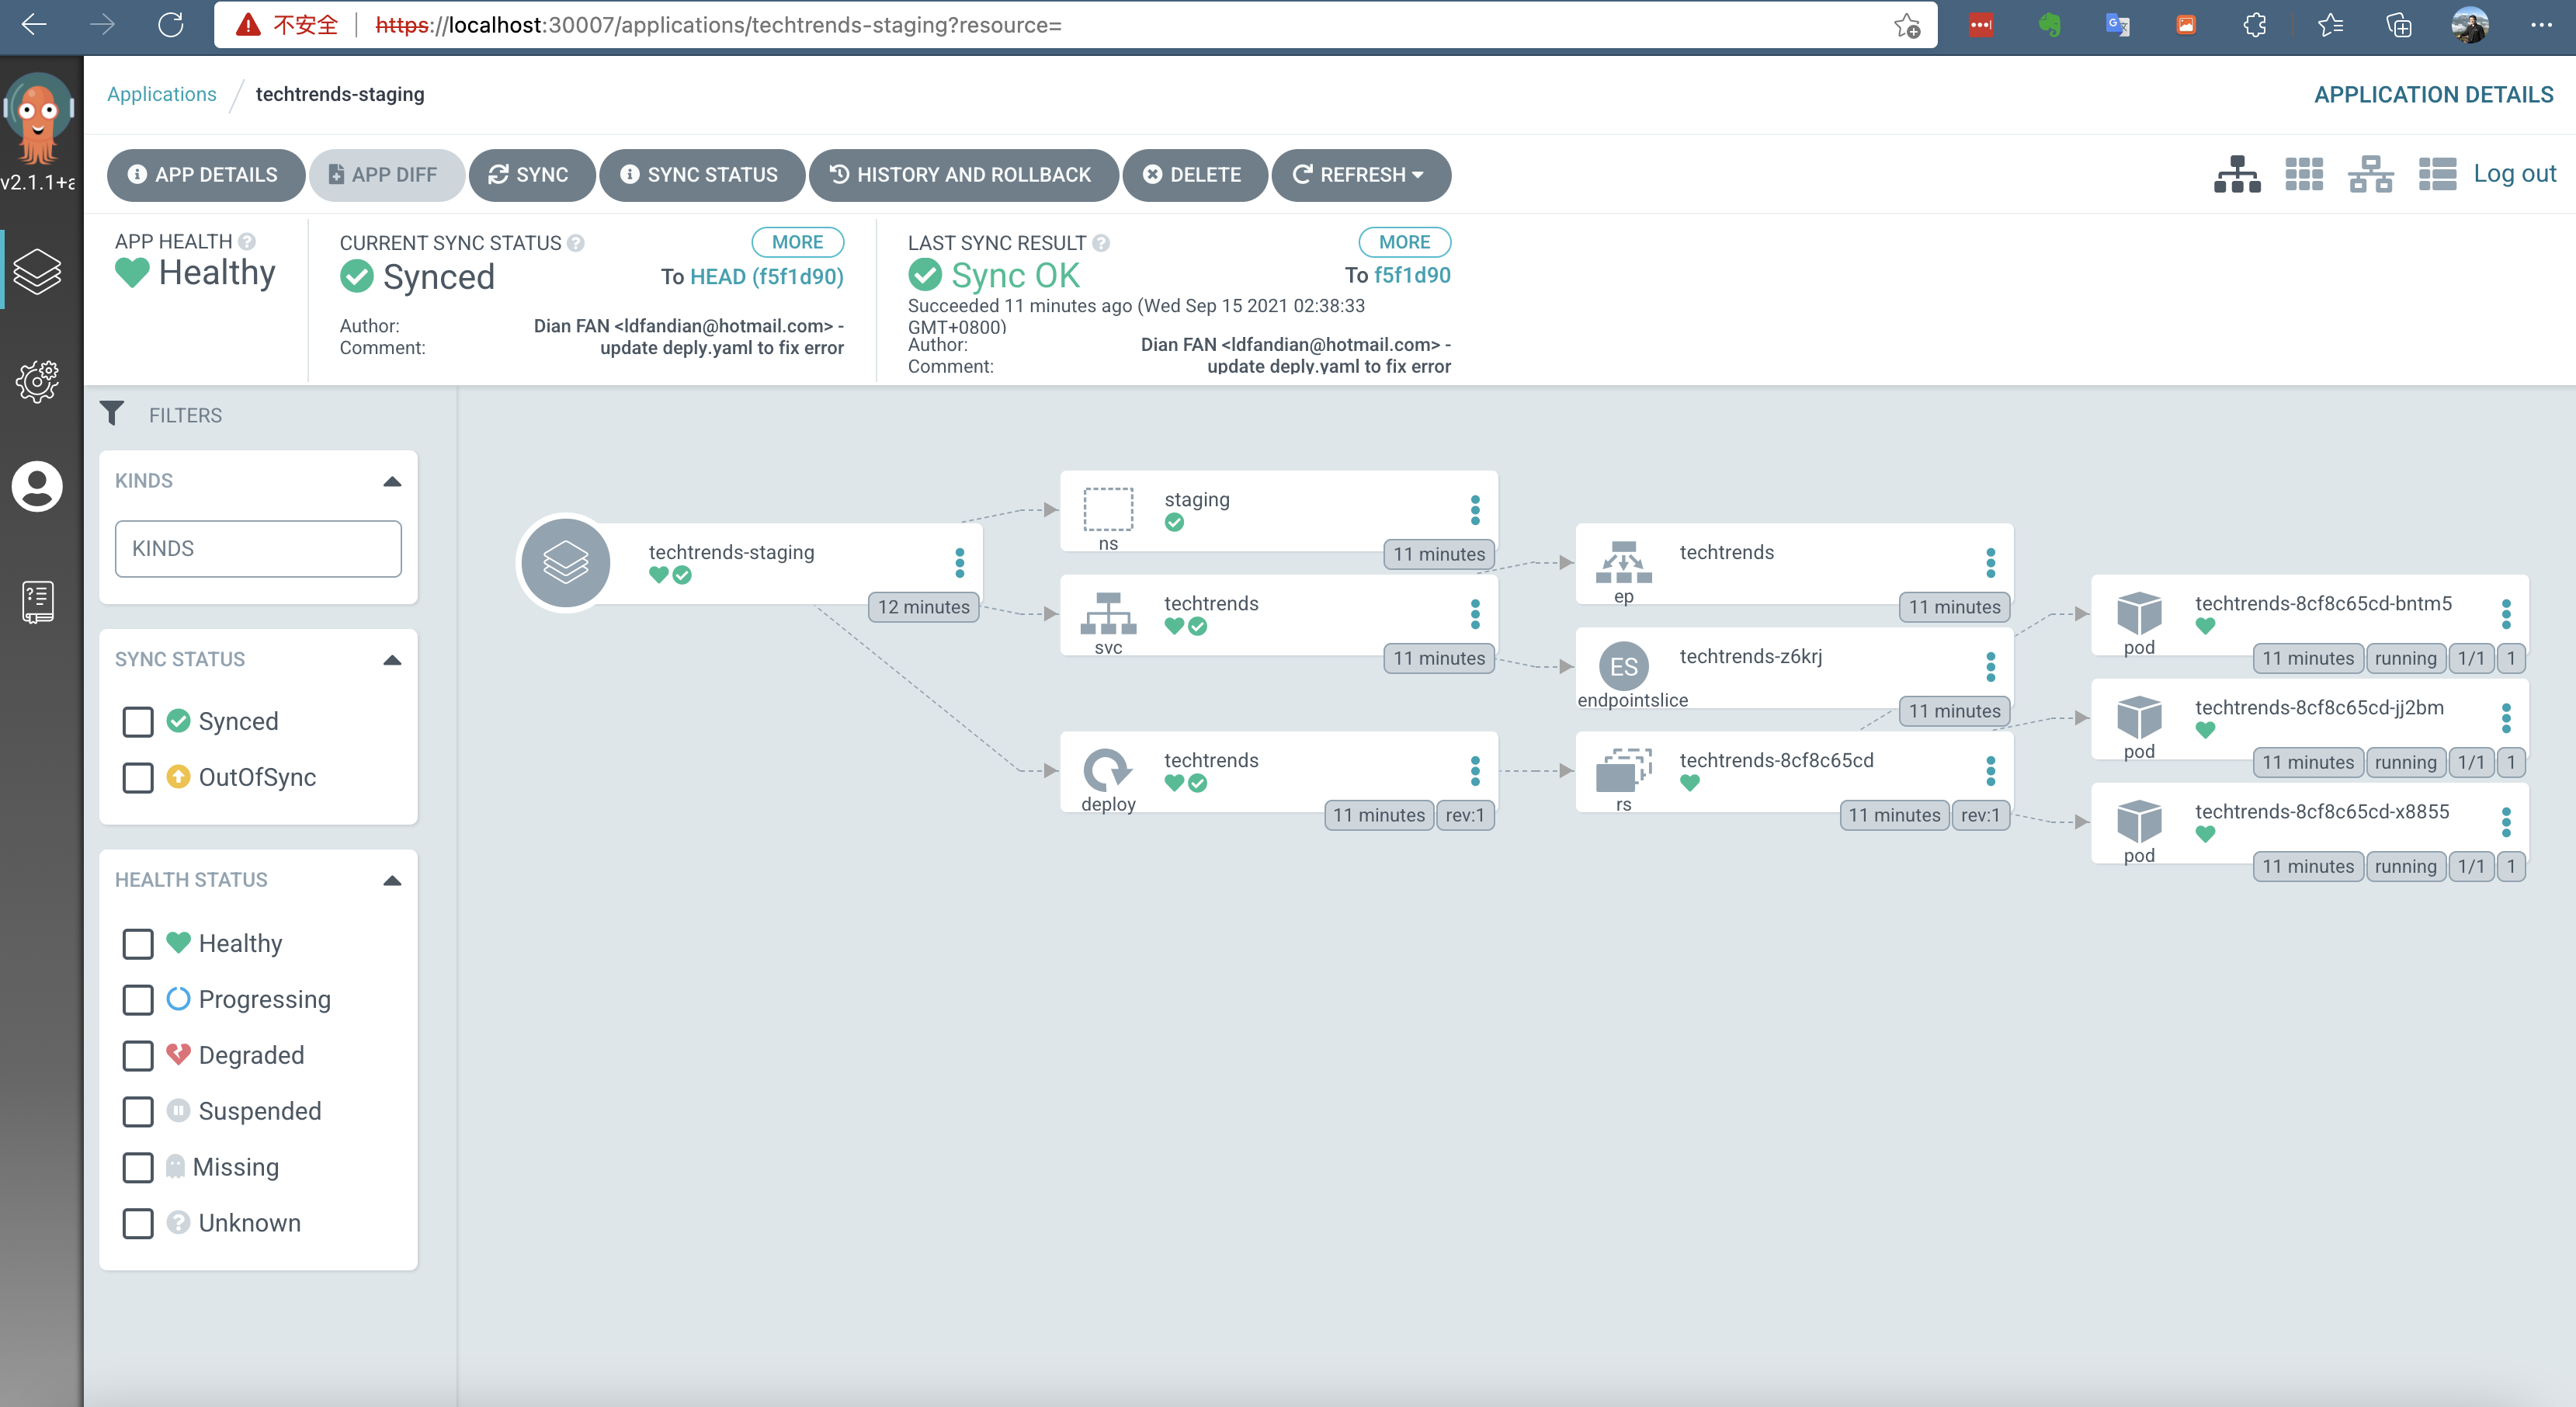 不安全 https://localhost:30007/applications/techtrends-staging?resource=
Applications / techtrends-staging
APPLICATION DETAILS
v2.1.1+a
APP DETAILS
APP DIFF
SYNC
SYNC STATUS
HISTORY AND ROLLBACK
DELETE
REFRESH
Log out
APP HEALTH
Healthy
CURRENT SYNC STATUS
MORE
Synced
To HEAD (f5f1d90)
Author: Dian FAN <ldfandian@hotmail.com> -
Comment: update deply.yaml to fix error
LAST SYNC RESULT
MORE
Sync OK
To f5f1d90
Succeeded 11 minutes ago (Wed Sep 15 2021 02:38:33
GMT+0800)
Author: Dian FAN <ldfandian@hotmail.com> -
Comment: update deply.yaml to fix error
FILTERS
KINDS
KINDS
SYNC STATUS
Synced
OutOfSync
HEALTH STATUS
Healthy
Progressing
Degraded
Suspended
Missing
Unknown
techtrends-staging
12 minutes
staging
ns
11 minutes
techtrends
svc
11 minutes
techtrends
deploy
11 minutes rev:1
techtrends
ep
11 minutes
ES
techtrends-z6krj
endpointslice
11 minutes
techtrends-8cf8c65cd
rs
11 minutes rev:1
techtrends-8cf8c65cd-bntm5
pod
11 minutes running 1/1 1
techtrends-8cf8c65cd-jj2bm
pod
11 minutes running 1/1 1
techtrends-8cf8c65cd-x8855
pod
11 minutes running 1/1 1